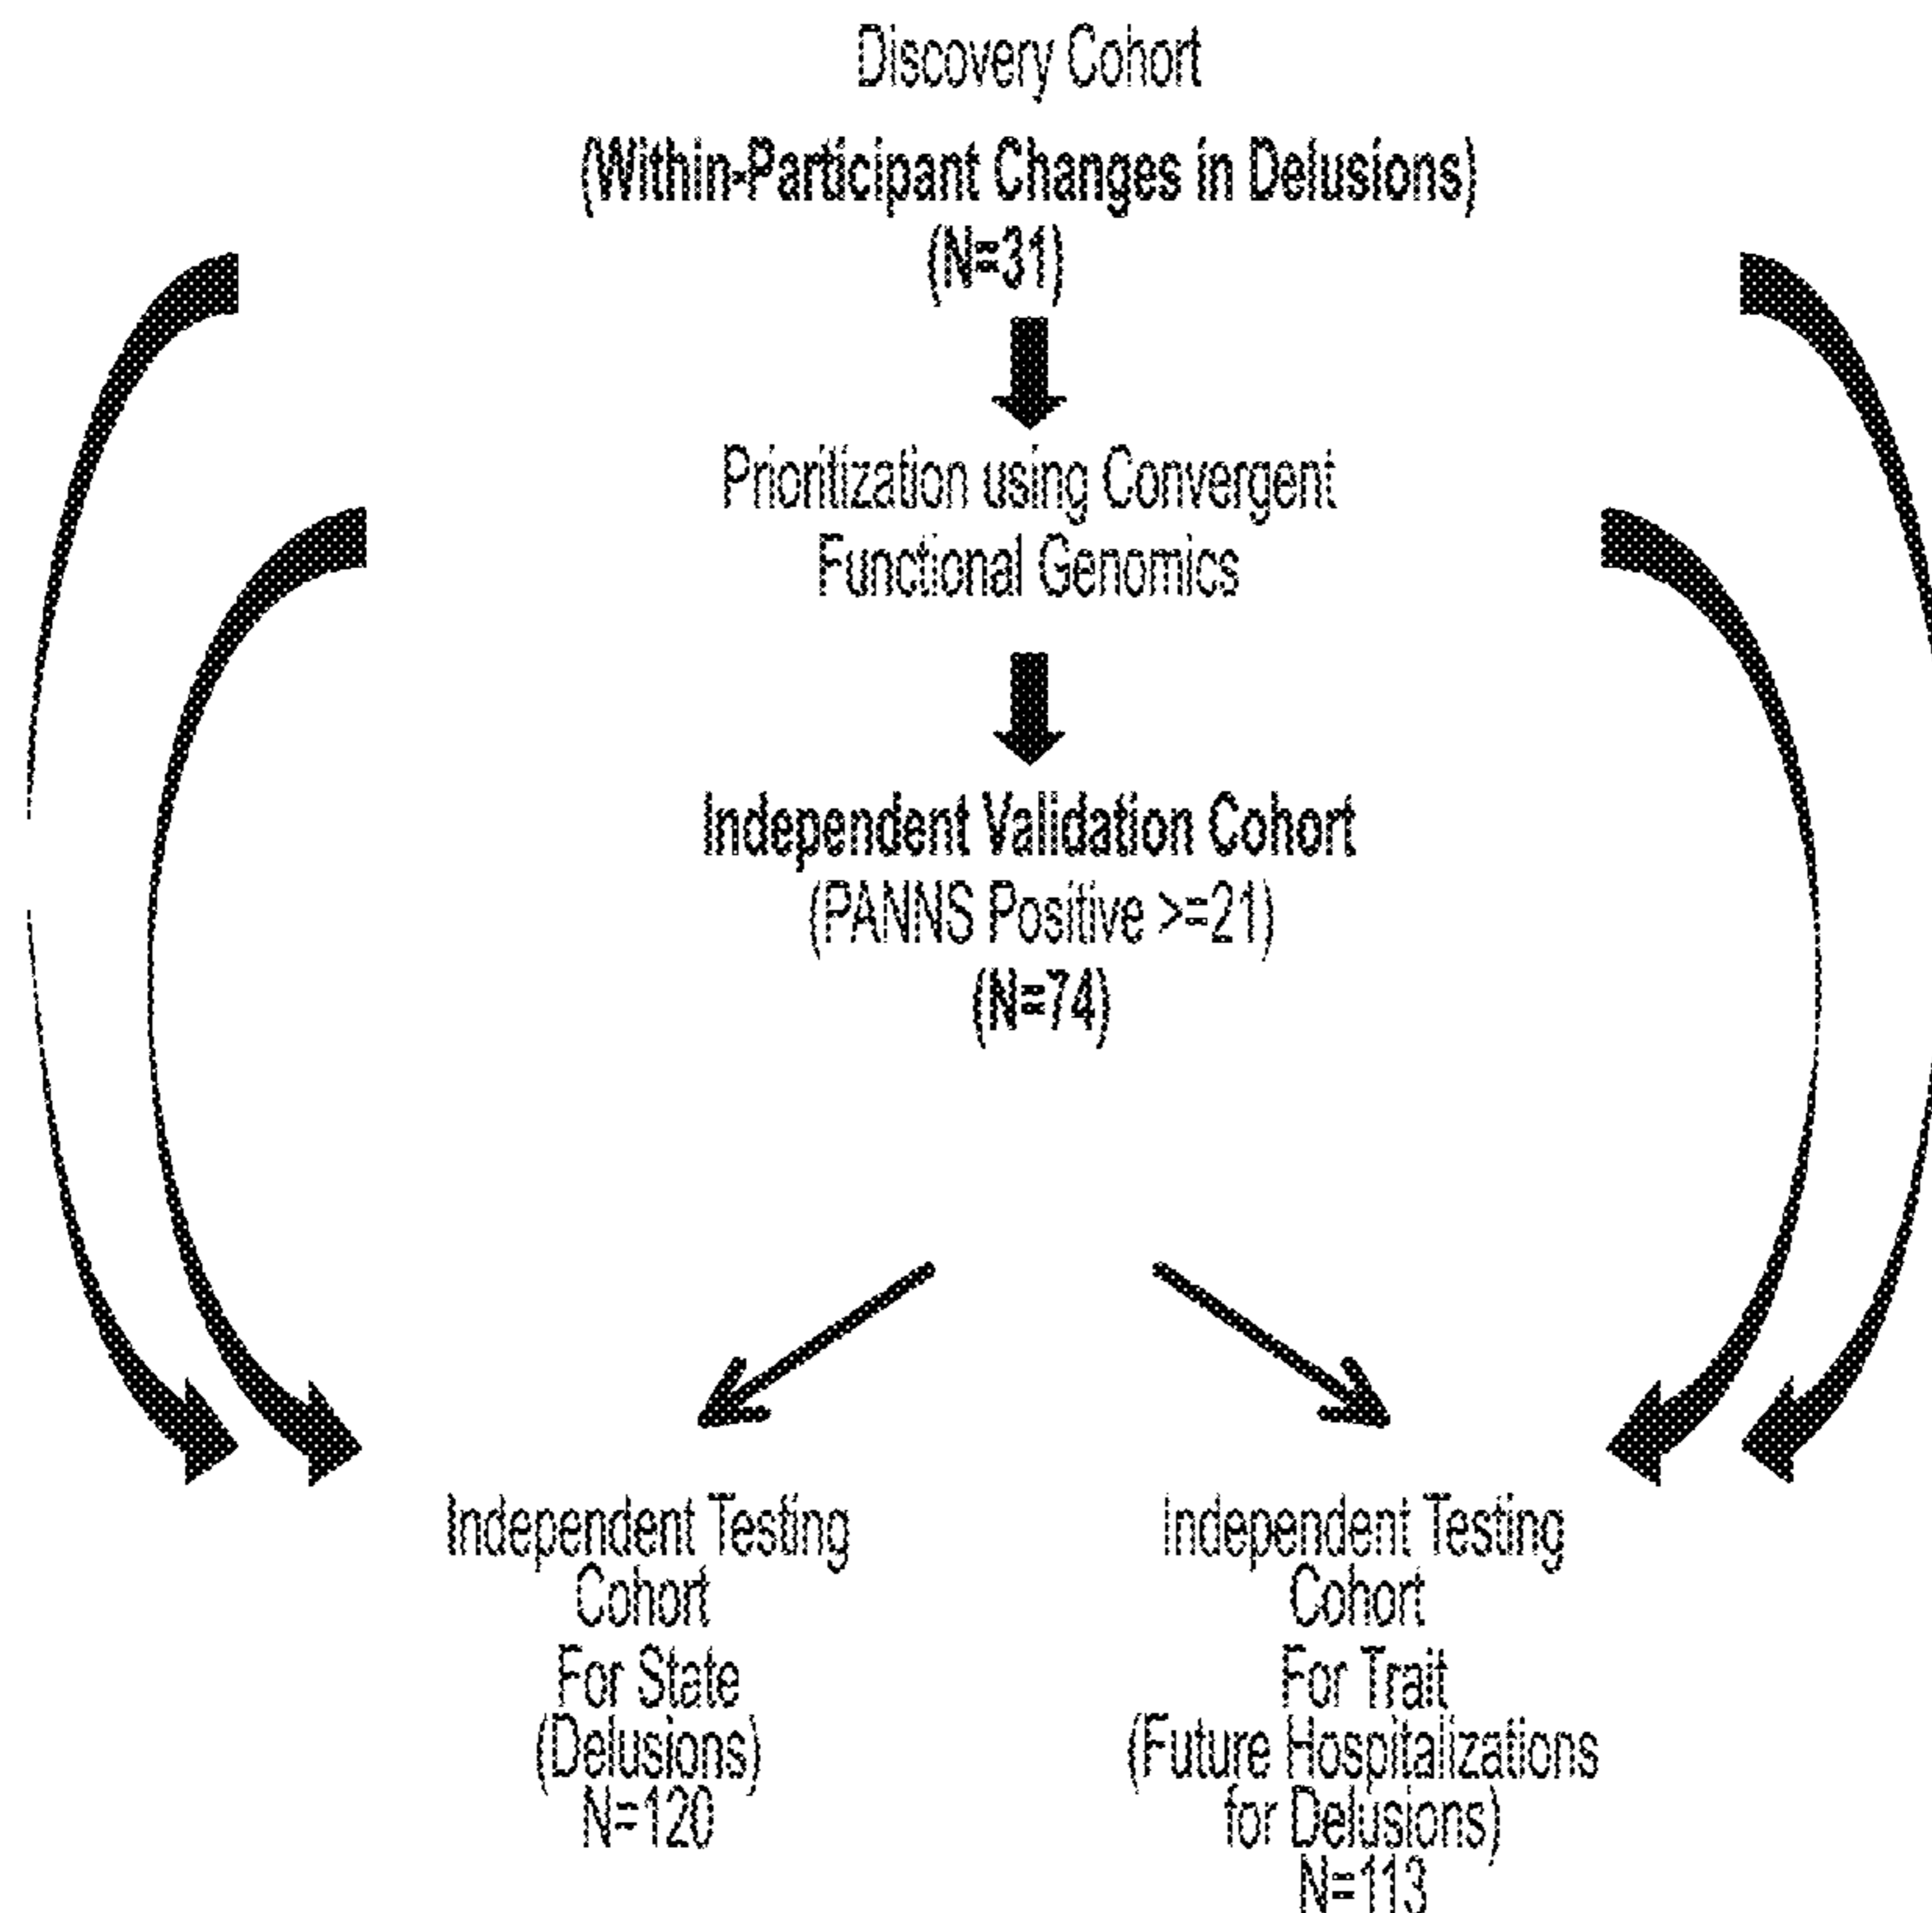 Discovery Cohort
(Within-Participant Changes in Delusions)
(N=31)
Prioritization using Convergent
Functional Genomics
Independent Validation Cohort
(PANNS Positive >=21)
(N=74)
Independent Testing
Cohort
For State
(Delusions)
N=120
Independent Testing
Cohort
For Trait
(Future Hospitalizations
for Delusions)
N=113